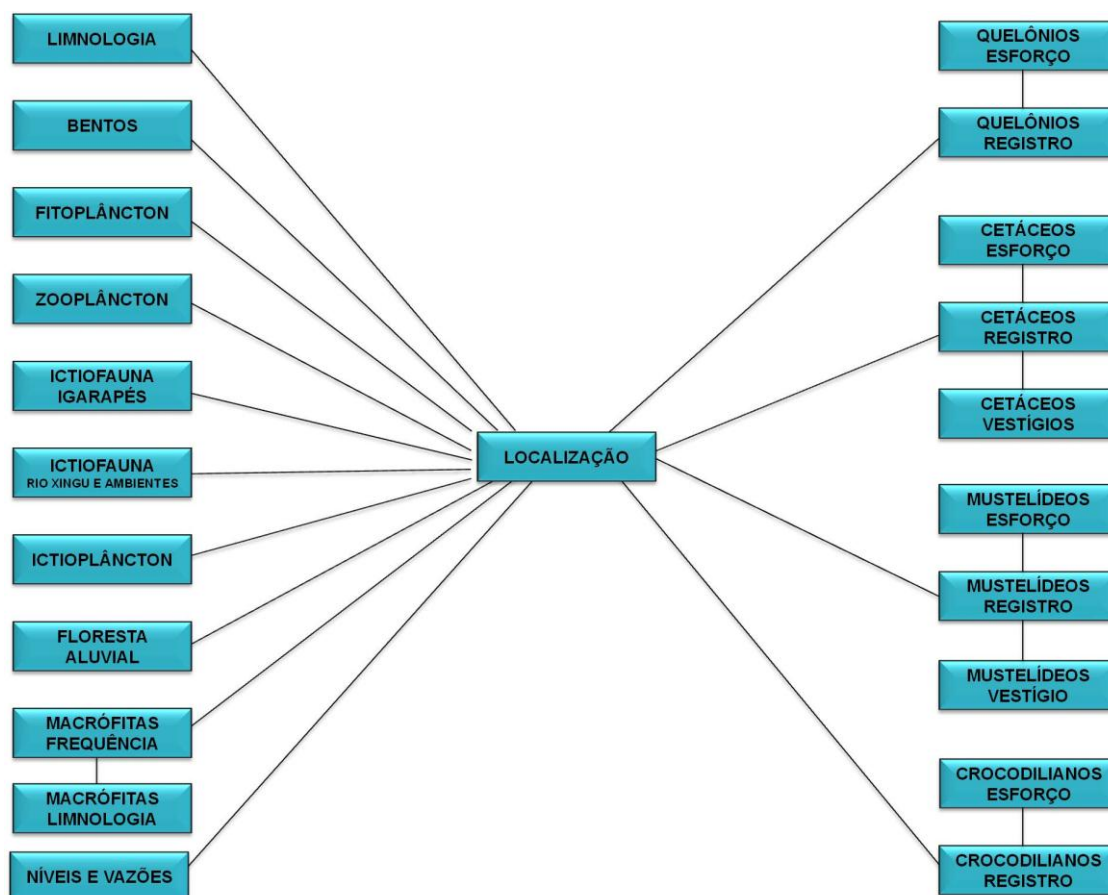 LIMNOLOGIA
BENTOS
FITOPLÂNCTON
ZOOPLÂNCTON
ICTIOFAUNA
IGARAPÉS
ICTIOFAUNA
RIO XINGU E AMBIENTES
ICTIOPLÂNCTON
FLORESTA
ALUVIAL
MACRÓFITAS
FREQUÊNCIA
MACRÓFITAS
LIMNOLOGIA
NÍVEIS E VAZÕES
LOCALIZAÇÃO
QUELÔNIOS
ESFORÇO
QUELÔNIOS
REGISTRO
CETÁCEOS
ESFORÇO
CETÁCEOS
REGISTRO
CETÁCEOS
VESTÍGIOS
MUSTELÍDEOS
ESFORÇO
MUSTELÍDEOS
REGISTRO
MUSTELÍDEOS
VESTÍGIO
CROCODILIANOS
ESFORÇO
CROCODILIANOS
REGISTRO